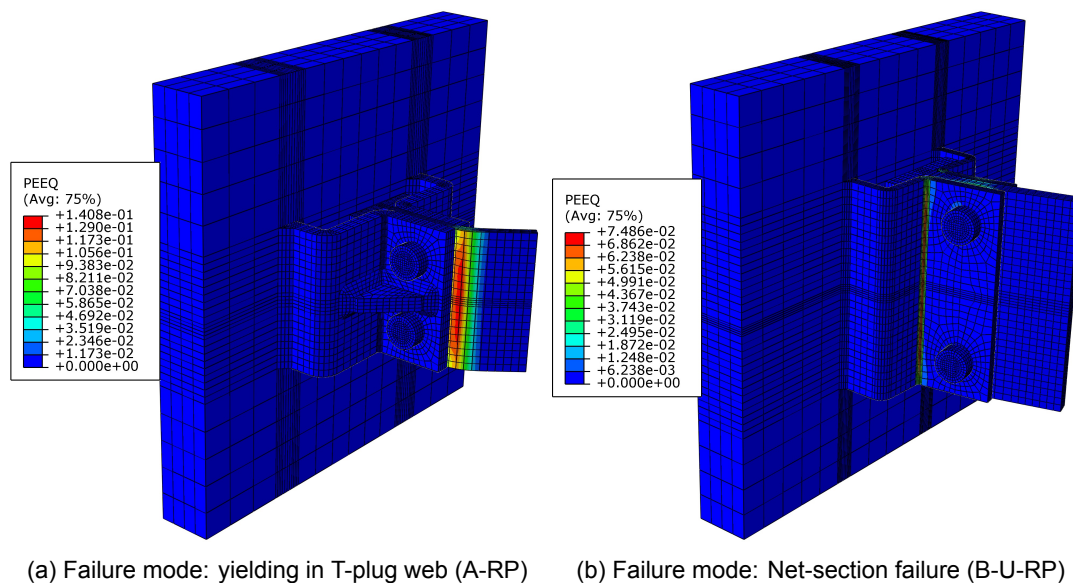 PEEQ
(Avg: 75%)
+1.408e-01
+1.290e-01
+1.173e-01
+1.056e-01
+9.383e-02
+8.211e-02
+7.038e-02
+5.865e-02
+4.692e-02
+3.519e-02
+2.346e-02
+1.173e-02
+0.000e+00
PEEQ
(Avg: 75%)
+7.486e-02
+6.862e-02
+6.238e-02
+5.615e-02
+4.991e-02
+4.367e-02
+3.743e-02
+3.119e-02
+2.495e-02
+1.872e-02
+1.248e-02
+6.238e-03
+0.000e+00
(a) Failure mode: yielding in T-plug web (A-RP)
(b) Failure mode: Net-section failure (B-U-RP)